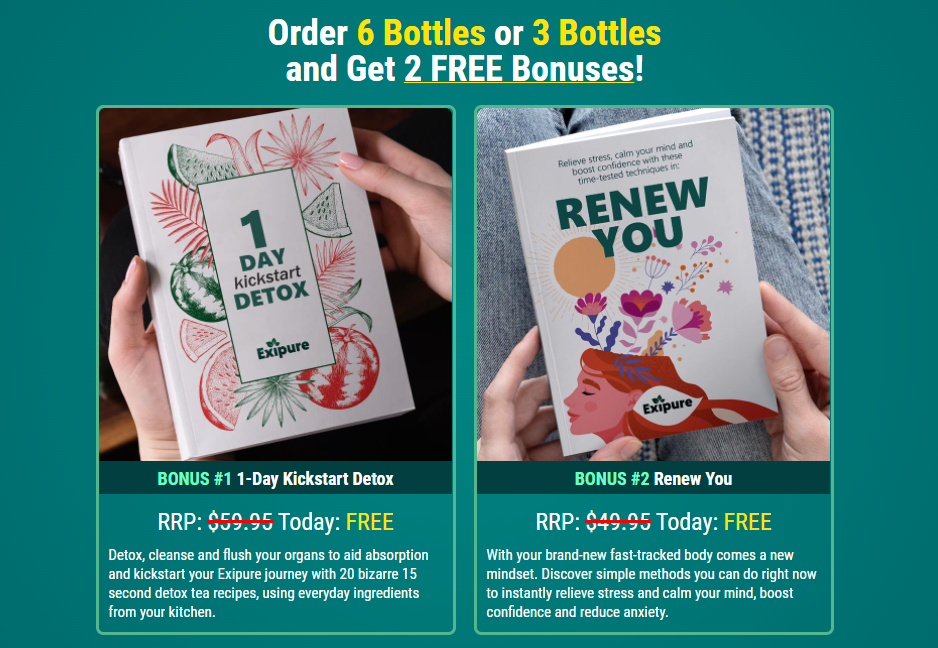 Order 6 Bottles or 3 Bottles
and Get 2 FREE Bonuses!
1
DAY
kickstart
DETOX
Exipure
BONUS #1 1-Day Kickstart Detox
RRP: $59.95 Today: FREE
Detox, cleanse and flush your organs to aid absorption
and kickstart your Exipure journey with 20 bizarre 15
second detox tea recipes, using everyday ingredients
from your kitchen.
Relieve stress, calm your mind and
boost confidence with these
time-tested techniques in:
RENEW
YOU
Exipure
BONUS #2 Renew You
RRP: $49.95 Today: FREE
With your brand-new fast-tracked body comes a new
mindset. Discover simple methods you can do right now
to instantly relieve stress and calm your mind, boost
confidence and reduce anxiety.